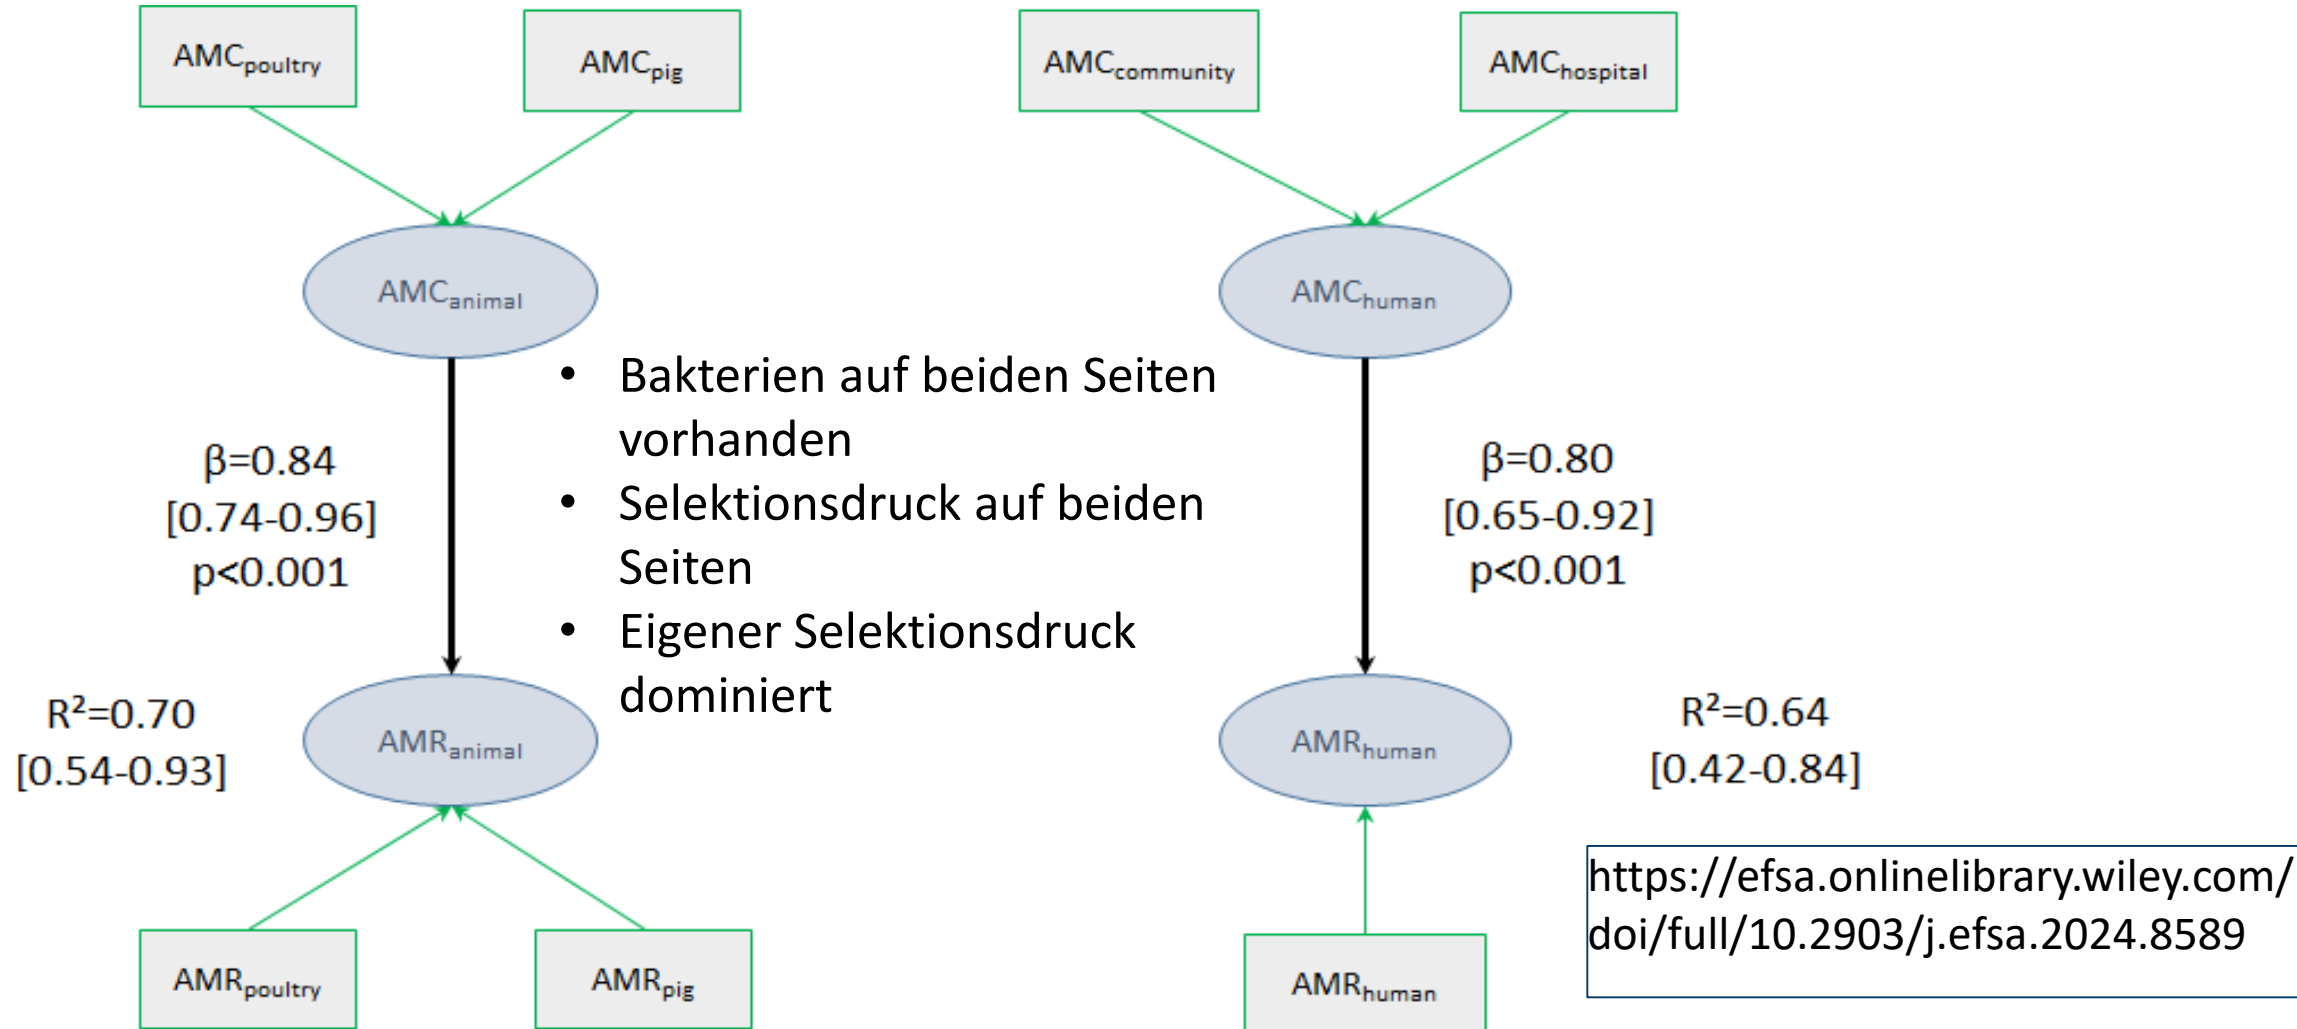 AMCpoultry
AMCpig
AMCcommunity
AMChospital
AMCanimal
AMChuman
• Bakterien auf beiden Seiten
vorhanden
• Selektionsdruck auf beiden
Seiten
• Eigener Selektionsdruck
dominiert
β=0.84
[0.74-0.96]
p<0.001
β=0.80
[0.65-0.92]
p<0.001
R²=0.70
[0.54-0.93]
AMRanimal
AMRhuman
R²=0.64
[0.42-0.84]
AMRpoultry
AMRpig
AMRhuman
https://efsa.onlinelibrary.wiley.com/
doi/full/10.2903/j.efsa.2024.8589